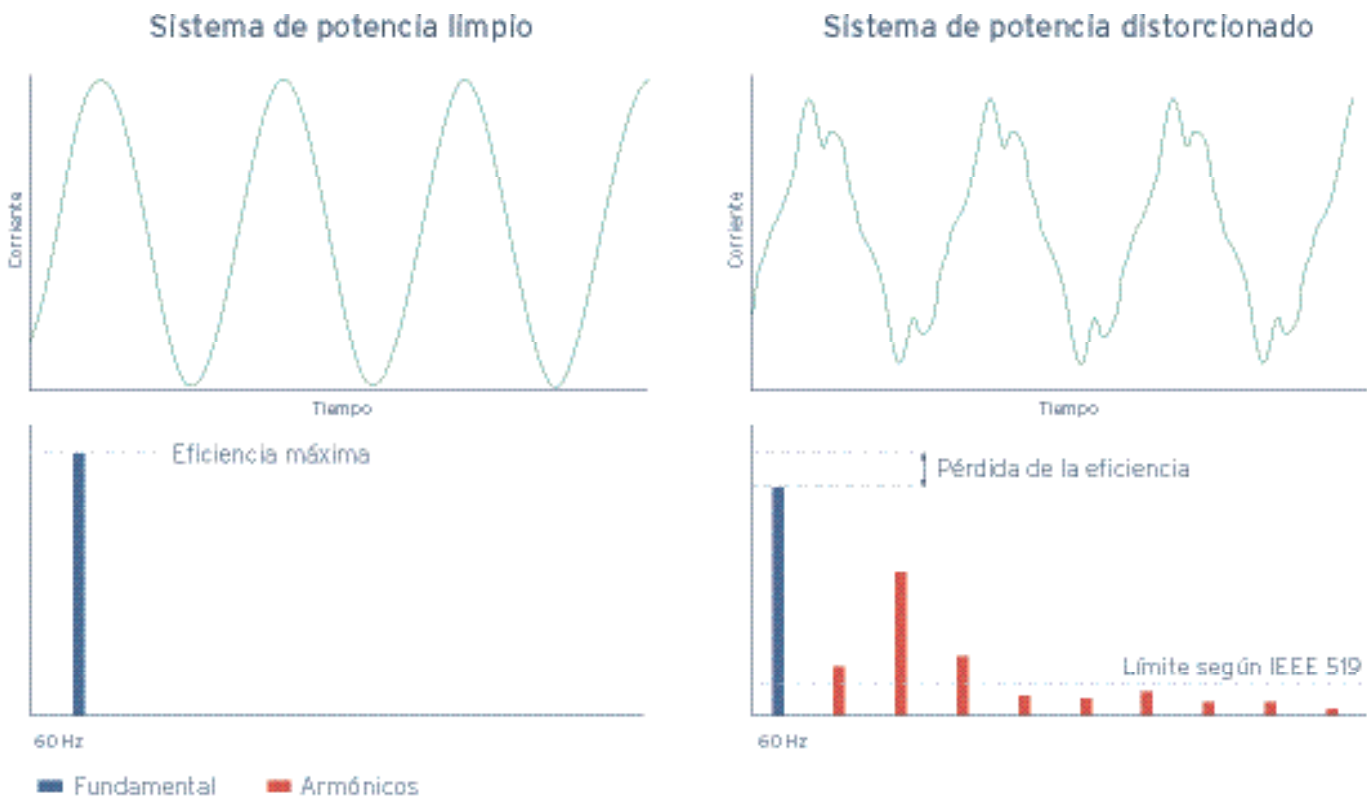 Sistema de potencia limpio
Sistema de potencia distorcionado
Corriente
Tiempo
Corriente
Tiempo
Eficiencia máxima
60 Hz
Pérdida de la eficiencia
Límite según IEEE 519
60 Hz
Fundamental
Armónicos